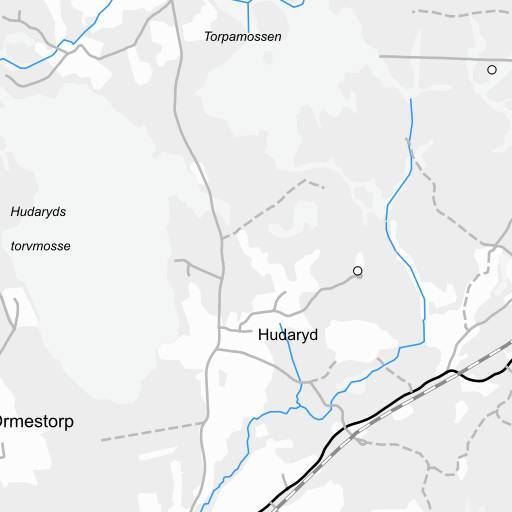 Torpamossen
Hudaryds
torvmosse
Hudaryd
Ormestorp